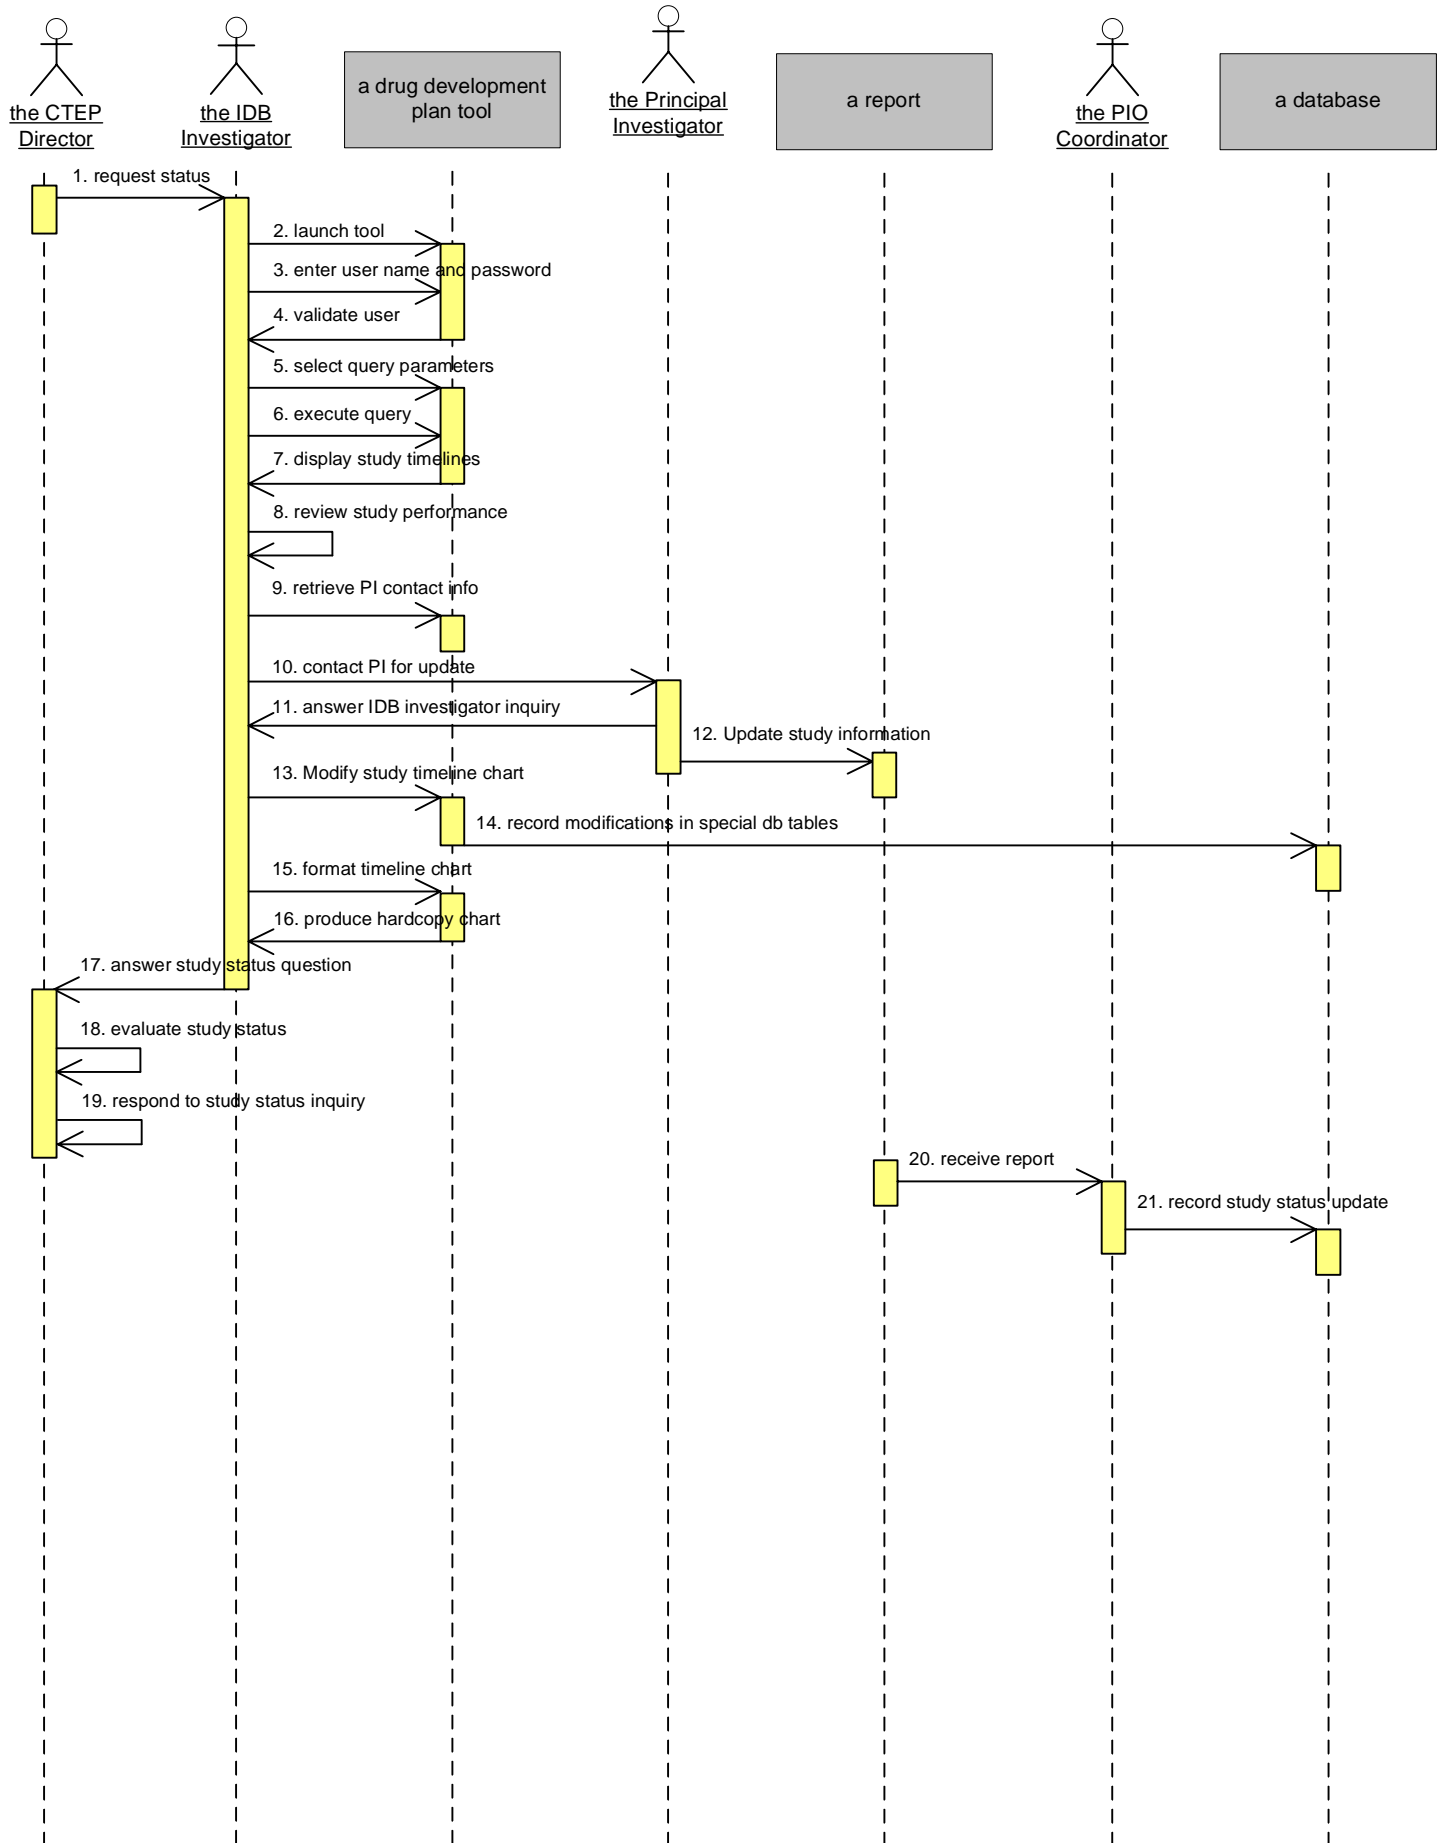 the CTEP
Director
the IDB
Investigator
a drug development
plan tool
the Principal
Investigator
a report
the PIO
Coordinator
a database
1. request status
2. launch tool
3. enter user name and password
4. validate user
5. select query parameters
6. execute query
7. display study timelines
8. review study performance
9. retrieve PI contact info
10. contact PI for update
11. answer IDB investigator inquiry
12. Update study information
13. Modify study timeline chart
14. record modifications in special db tables
15. format timeline chart
16. produce hardcopy chart
17. answer study status question
18. evaluate study status
19. respond to study status inquiry
20. receive report
21. record study status update